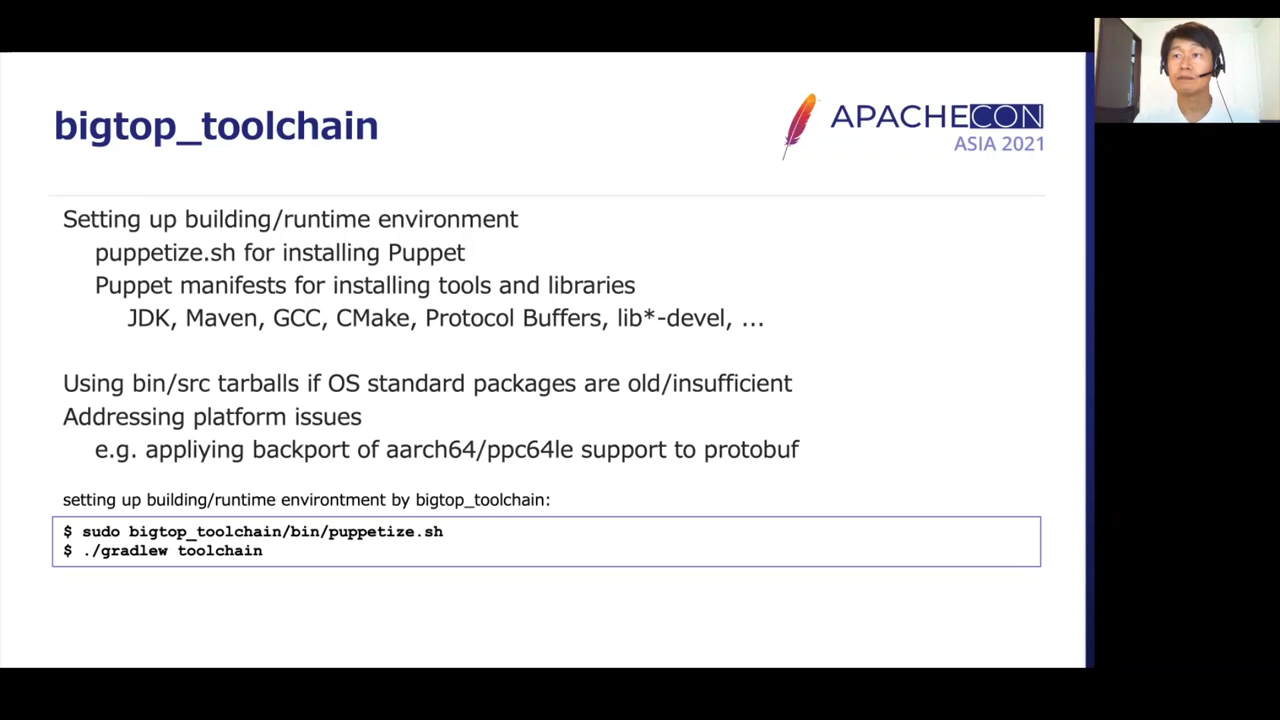 bigtop_toolchain
APACHECON
ASIA 2021
Setting up building/runtime environment
puppetize.sh for installing Puppet
Puppet manifests for installing tools and libraries
JDK, Maven, GCC, CMake, Protocol Buffers, lib*-devel, ...
Using bin/src tarballs if OS standard packages are old/insufficient
Addressing platform issues
e.g. appliying backport of aarch64/ppc64le support to protobuf
setting up building/runtime environtment by bigtop_toolchain:
$ sudo bigtop_toolchain/bin/puppetize.sh
$ ./gradlew toolchain